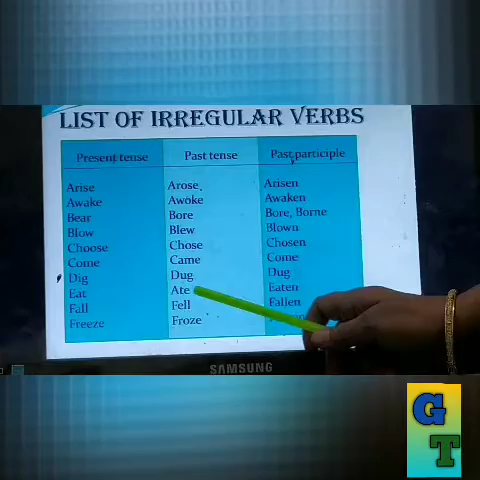 LIST OF IRREGULAR VERBS
Present tense Past tense Past participle
Arise Arose Arisen
Awake Awoke Awaken
Bear Bore Bore, Borne
Blow Blew Blown
Choose Chose Chosen
Come Came Come
Dig Dug Dug
Eat Ate Eaten
Fall Fell Fallen
Freeze Froze
SAMSUNG
G
T